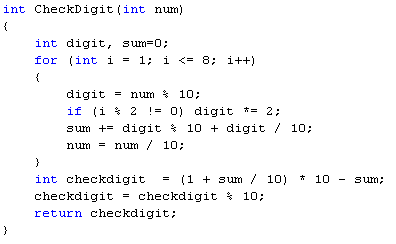 int CheckDigit(int num)
{
    int digit, sum=0;
    for (int i = 1; i <= 8; i++)
    {
        digit = num % 10;
        if (i % 2 != 0) digit *= 2;
        sum += digit % 10 + digit / 10;
        num = num / 10;
    }
    int checkdigit  = (1 + sum / 10) * 10 - sum;
    checkdigit = checkdigit % 10;
    return checkdigit;
}